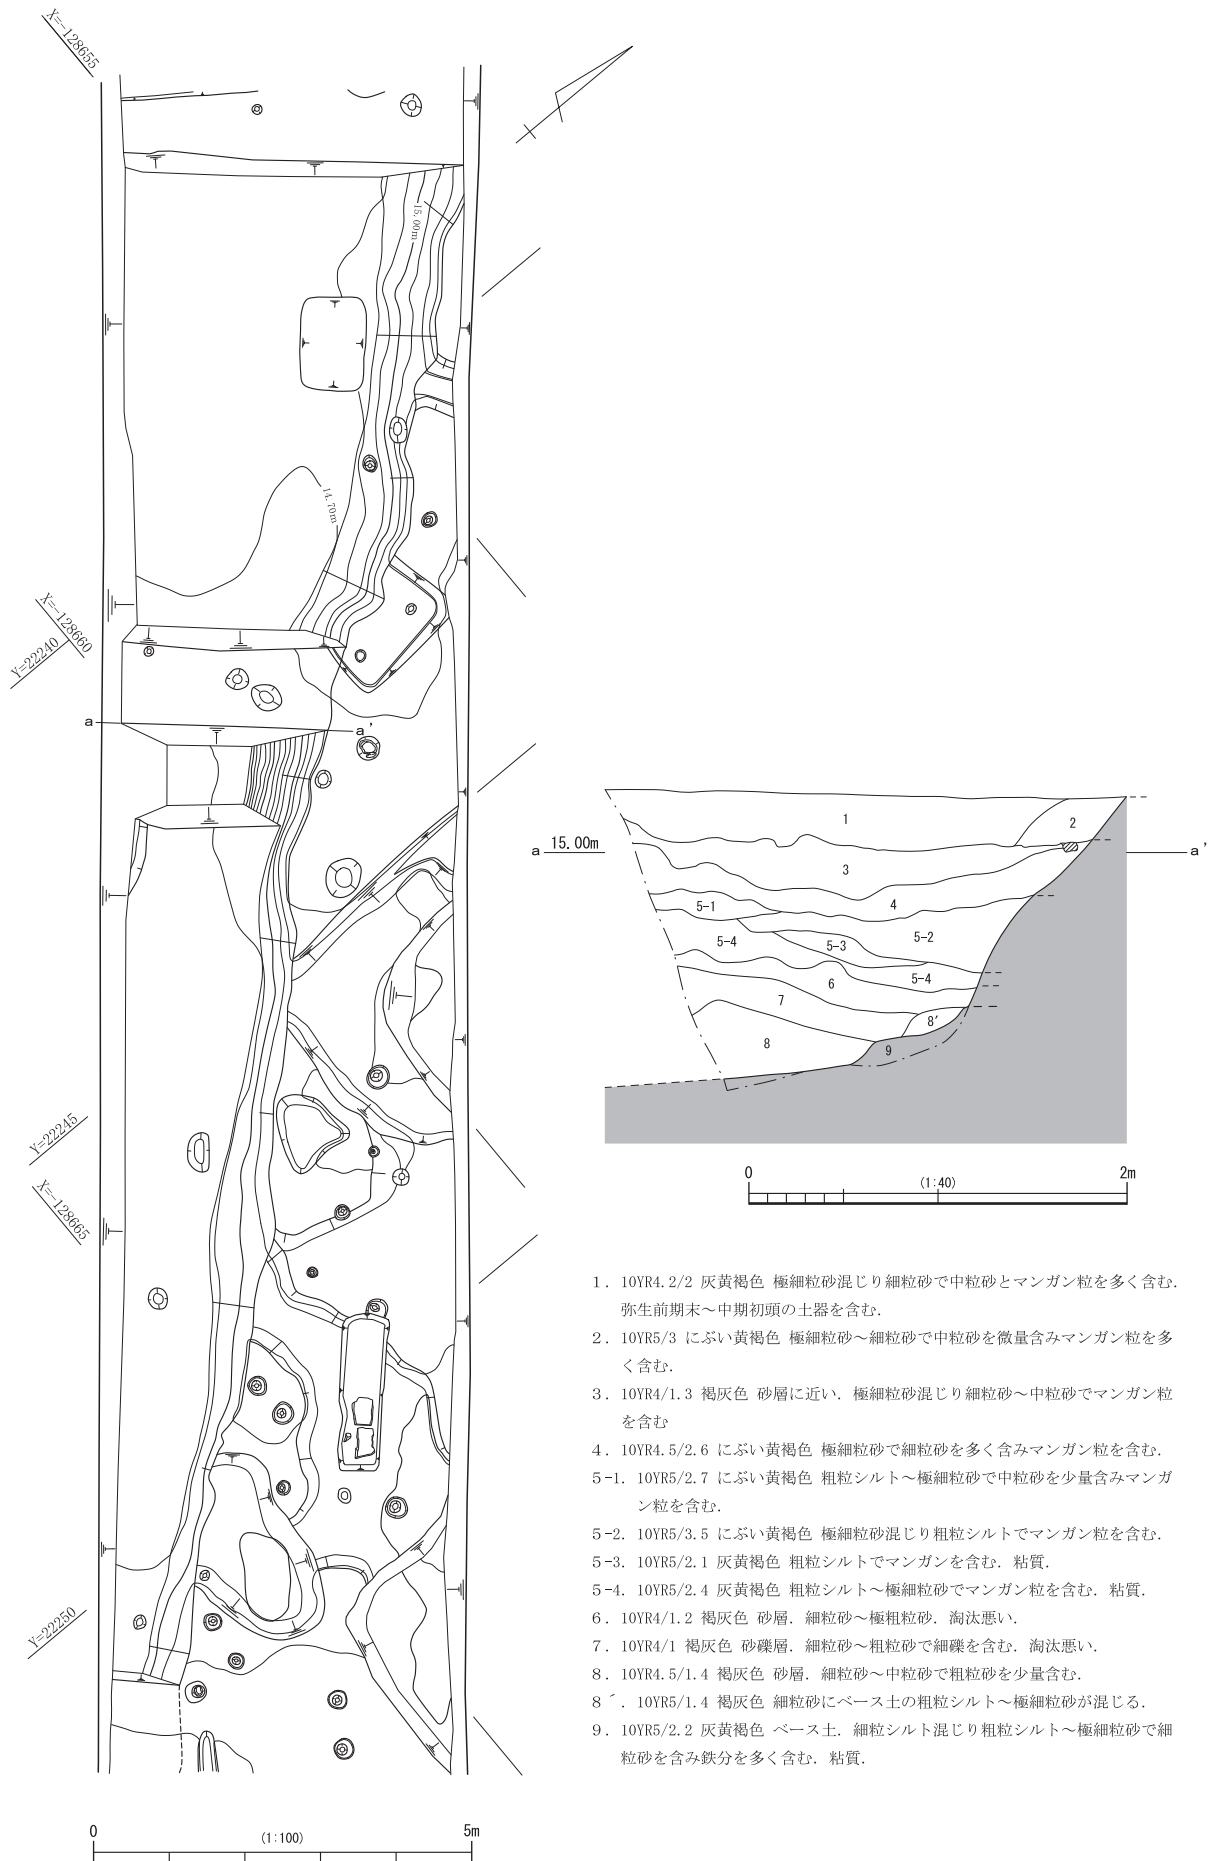 X=-128655
15.00m
14.70m
X=-128660
Y=22240
a
a'
Y=22245
X=-128665
Y=22250
0
(1:100)
5m
a
15.00m
a'
1
2
3
4
5-1
5-2
5-3
5-4
5-4
6
7
8
8′
9
0
(1:40)
2m
1. 10YR4.2/2 灰黄褐色 極細粒砂混じり細粒砂で中粒砂とマンガン粒を多く含む.
弥生前期末～中期初頭の土器を含む.
2. 10YR5/3 にぶい黄褐色 極細粒砂～細粒砂で中粒砂を微量含みマンガン粒を多
く含む.
3. 10YR4/1.3 褐灰色 砂層に近い. 極細粒砂混じり細粒砂～中粒砂でマンガン粒
を含む
4. 10YR4.5/2.6 にぶい黄褐色 極細粒砂で細粒砂を多く含みマンガン粒を含む.
5-1. 10YR5/2.7 にぶい黄褐色 粗粒シルト～極細粒砂で中粒砂を少量含みマンガ
ン粒を含む.
5-2. 10YR5/3.5 にぶい黄褐色 極細粒砂混じり粗粒シルトでマンガン粒を含む.
5-3. 10YR5/2.1 灰黄褐色 粗粒シルトでマンガンを含む. 粘質.
5-4. 10YR5/2.4 灰黄褐色 粗粒シルト～極細粒砂でマンガン粒を含む. 粘質.
6. 10YR4/1.2 褐灰色 砂層. 細粒砂～極粗粒砂. 淘汰悪い.
7. 10YR4/1 褐灰色 砂礫層. 細粒砂～粗粒砂で細礫を含む. 淘汰悪い.
8. 10YR4.5/1.4 褐灰色 砂層. 細粒砂～中粒砂で粗粒砂を少量含む.
8´. 10YR5/1.4 褐灰色 細粒砂にベース土の粗粒シルト～極細粒砂が混じる.
9. 10YR5/2.2 灰黄褐色 ベース土. 細粒シルト混じり粗粒シルト～極細粒砂で細
粒砂を含み鉄分を多く含む. 粘質.